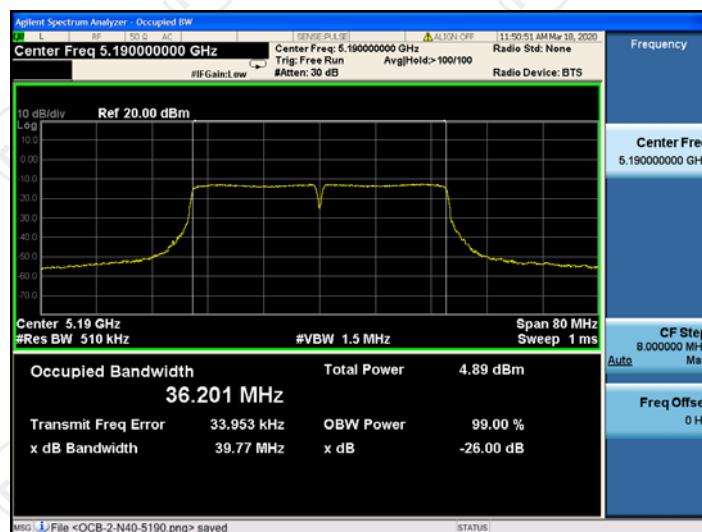 Agilent Spectrum Analyzer - Occupied BW
L RF 50 Ω AC SENSE:PULSE ALIGN OFF 11:50:51 AM Mar 18, 2020
Center Freq 5.190000000 GHz
Center Freq: 5.190000000 GHz
Radio Std: None
Trig: Free Run Avg|Hold:>100/100
#IFGain:Low #Atten: 30 dB Radio Device: BTS
10 dB/div Ref 20.00 dBm
Log
10.0
0.00
-10.0
-20.0
-30.0
-40.0
-50.0
-60.0
-70.0
Center 5.19 GHz Span 80 MHz
#Res BW 510 kHz #VBW 1.5 MHz Sweep 1 ms
Occupied Bandwidth Total Power 4.89 dBm
36.201 MHz
Transmit Freq Error 33.953 kHz OBW Power 99.00 %
x dB Bandwidth 39.77 MHz x dB -26.00 dB
MSG File <OCB-2-N40-5190.png> saved STATUS
Frequency
Center Fre
5.190000000 GH
CF Step
8.000000 MH
Auto Ma
Freq Offse
0 H